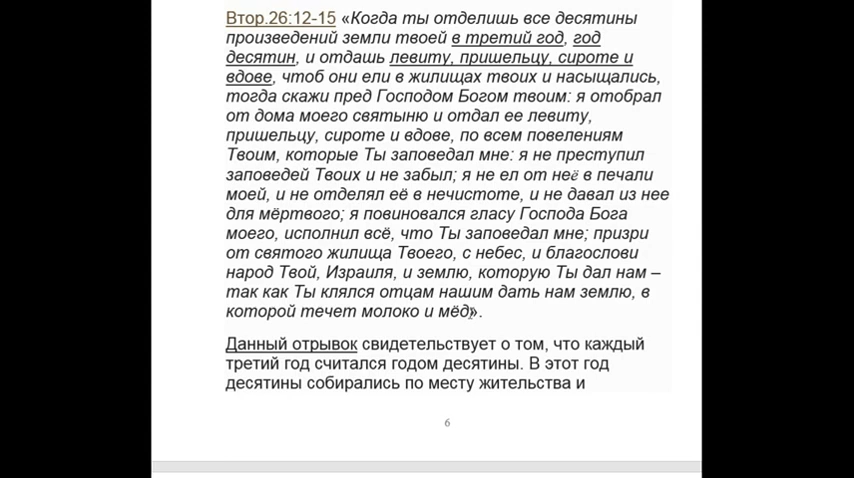 Втор.26:12-15 «Когда ты отделишь все десятины
произведений земли твоей в третий год, год
десятин, и отдашь левиту, пришельцу, сироте и
вдове, чтоб они ели в жилищах твоих и насыщались,
тогда скажи пред Господом Богом твоим: я отобрал
от дома моего святыню и отдал ее левиту,
пришельцу, сироте и вдове, по всем повелениям
Твоим, которые Ты заповедал мне: я не преступил
заповедей Твоих и не забыл; я не ел от неё в печали
моей, и не отделял её в нечистоте, и не давал из нее
для мёртвого; я повиновался гласу Господа Бога
моего, исполнил всё, что Ты заповедал мне; призри
от святого жилища Твоего, с небес, и благослови
народ Твой, Израиля, и землю, которую Ты дал нам –
так как Ты клялся отцам нашим дать нам землю, в
которой течет молоко и мёд».
Данный отрывок свидетельствует о том, что каждый
третий год считался годом десятины. В этот год
десятины собирались по месту жительства и
6